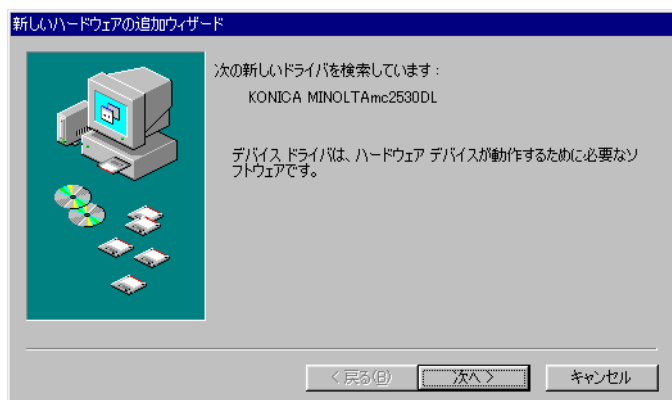 新しいハードウェアの追加ウィザード
次の新しいドライバを検索しています：
KONICA MINOLTAmc2530DL
デバイス ドライバは、ハードウェア デバイスが動作するために必要なソ
フトウェアです。
< 戻る(B)
次へ >
キャンセル